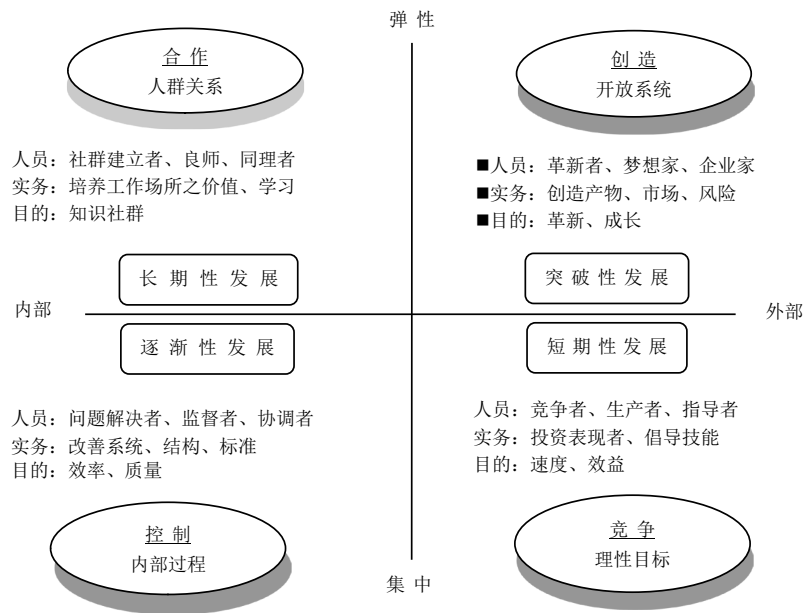 弹 性
合 作
人群关系
创 造
开放系统
人员：社群建立者、良师、同理者
实务：培养工作场所之价值、学习
目的：知识社群
■人员：革新者、梦想家、企业家
■实务：创造产物、市场、风险
■目的：革新、成长
长 期 性 发 展
突 破 性 发 展
内部
外部
逐 渐 性 发 展
短 期 性 发 展
人员：问题解决者、监督者、协调者
实务：改善系统、结构、标准
目的：效率、质量
人员：竞争者、生产者、指导者
实务：投资表现者、倡导技能
目的：速度、效益
控 制
内部过程
竞 争
理性目标
集 中